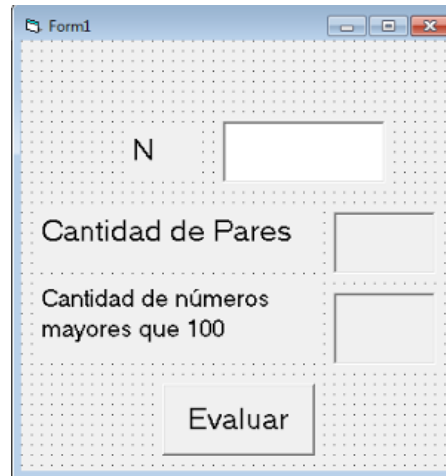 Form1
N
Cantidad de Pares
Cantidad de números
mayores que 100
Evaluar